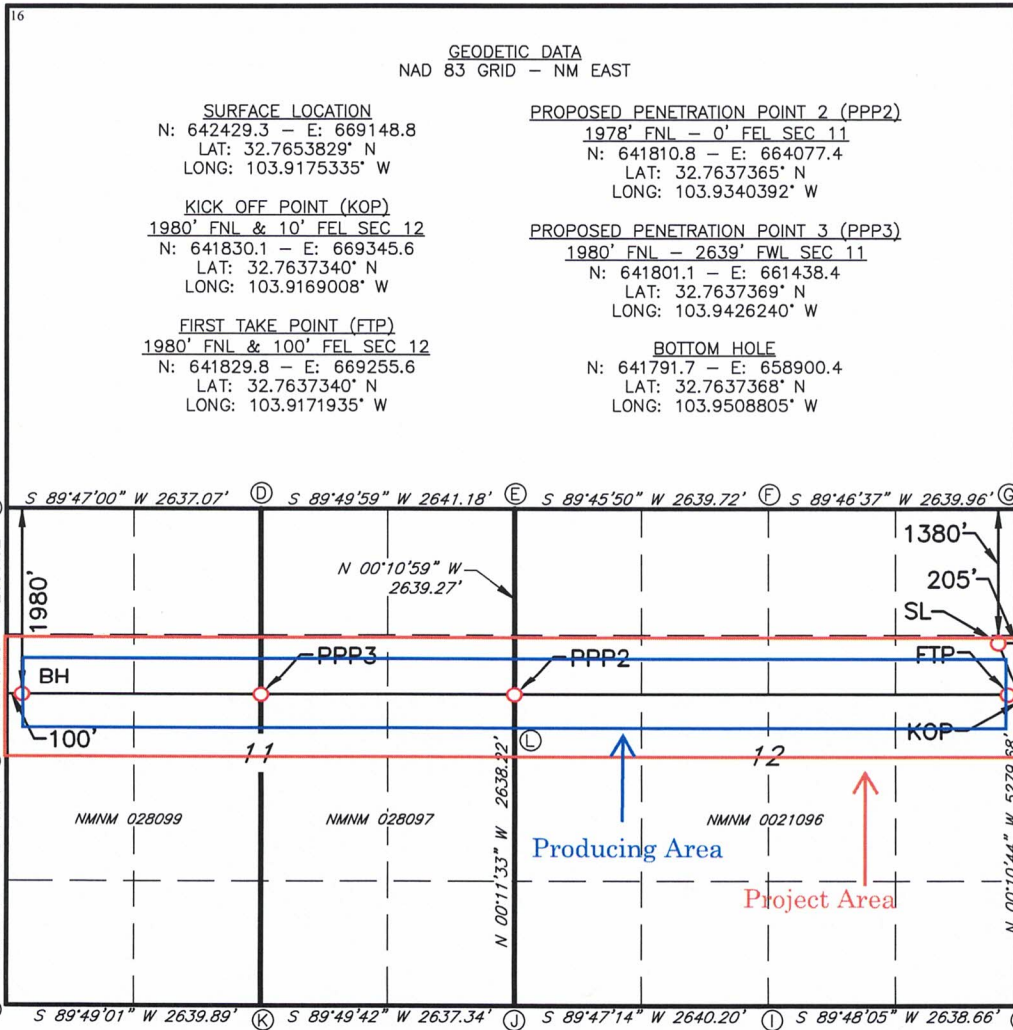 16
GEODETIC DATA
NAD 83 GRID – NM EAST
SURFACE LOCATION
N: 642429.3 – E: 669148.8
LAT: 32.7653829° N
LONG: 103.9175335° W
KICK OFF POINT (KOP)
1980' FNL & 10' FEL SEC 12
N: 641830.1 – E: 669345.6
LAT: 32.7637340° N
LONG: 103.9169008° W
FIRST TAKE POINT (FTP)
1980' FNL & 100' FEL SEC 12
N: 641829.8 – E: 669255.6
LAT: 32.7637340° N
LONG: 103.9171935° W
PROPOSED PENETRATION POINT 2 (PPP2)
1978' FNL – 0' FEL SEC 11
N: 641810.8 – E: 664077.4
LAT: 32.7637365° N
LONG: 103.9340392° W
PROPOSED PENETRATION POINT 3 (PPP3)
1980' FNL – 2639' FWL SEC 11
N: 641801.1 – E: 661438.4
LAT: 32.7637369° N
LONG: 103.9426240° W
BOTTOM HOLE
N: 641791.7 – E: 658900.4
LAT: 32.7637368° N
LONG: 103.9508805° W
S 89°47'00" W 2637.07' D S 89°49'59" W 2641.18' E S 89°45'50" W 2639.72' F S 89°46'37" W 2639.96' G
1980'
N 00°10'59" W
2639.27'
1380'
205'
SL
BH PPP3 PPP2 FTP
100' KOP
11 L 12
NMNM 028099 NMNM 028097 NMNM 0021096
N 00°11'33" W 2638.22'
N 00°10'44" W 5279.68'
Producing Area
Project Area
S 89°49'01" W 2639.89' K S 89°49'42" W 2637.34' J S 89°47'14" W 2640.20' I S 89°48'05" W 2638.66'